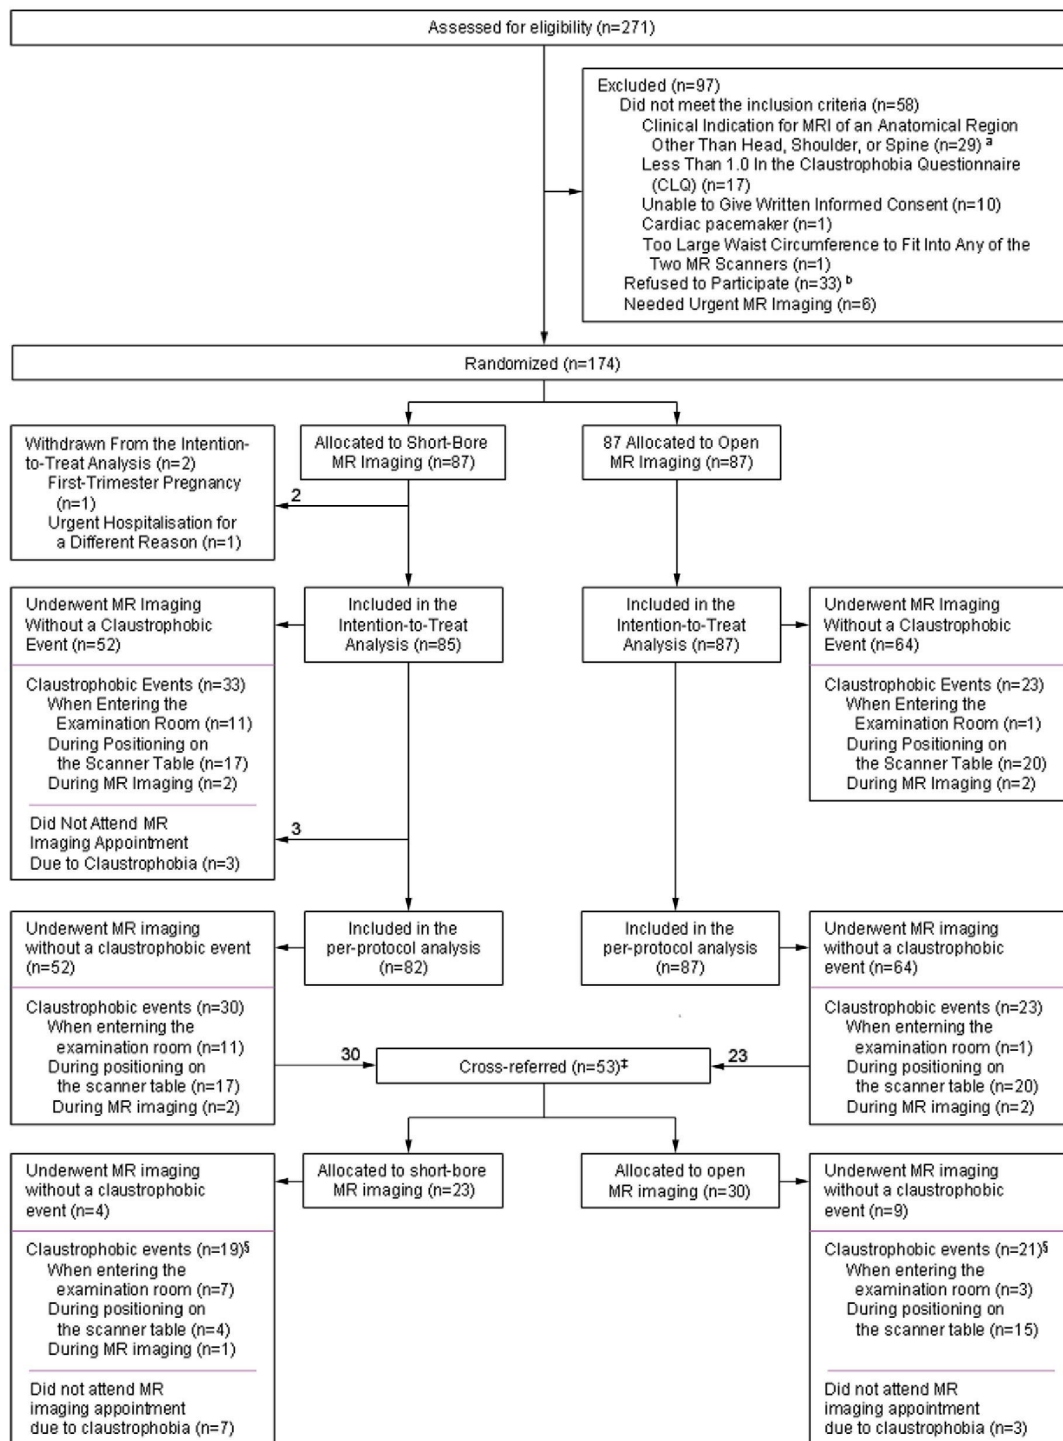 Assessed for eligibility (n=271)
Excluded (n=97)
Did not meet the inclusion criteria (n=58)
Clinical Indication for MRI of an Anatomical Region
Other Than Head, Shoulder, or Spine (n=29) a
Less Than 1.0 In the Claustrophobia Questionnaire
(CLQ) (n=17)
Unable to Give Written Informed Consent (n=10)
Cardiac pacemaker (n=1)
Too Large Waist Circumference to Fit Into Any of the
Two MR Scanners (n=1)
Refused to Participate (n=33) b
Needed Urgent MR Imaging (n=6)
Randomized (n=174)
Withdrawn From the Intention-
to-Treat Analysis (n=2)
First-Trimester Pregnancy
(n=1)
Urgent Hospitalisation for
a Different Reason (n=1)
2
Allocated to Short-Bore
MR Imaging (n=87)
87 Allocated to Open
MR Imaging (n=87)
Underwent MR Imaging
Without a Claustrophobic
Event (n=52)
Claustrophobic Events (n=33)
When Entering the
Examination Room (n=11)
During Positioning on
the Scanner Table (n=17)
During MR Imaging (n=2)
Did Not Attend MR
Imaging Appointment
Due to Claustrophobia (n=3)
3
Included in the
Intention-to-Treat
Analysis (n=85)
Included in the
Intention-to-Treat
Analysis (n=87)
Underwent MR Imaging
Without a Claustrophobic
Event (n=64)
Claustrophobic Events (n=23)
When Entering the
Examination Room (n=1)
During Positioning on
the Scanner Table (n=20)
During MR Imaging (n=2)
Underwent MR imaging
without a claustrophobic event
(n=52)
Claustrophobic events (n=30)
When enterning the
examination room (n=11)
During positioning on
the scanner table (n=17)
During MR imaging (n=2)
Included in the
per-protocol analysis
(n=82)
Included in the
per-protocol analysis
(n=87)
Underwent MR imaging
without a claustrophobic
event (n=64)
Claustrophobic events (n=23)
When enterning the
examination room (n=1)
During positioning on
the scanner table (n=20)
During MR imaging (n=2)
30
Cross-referred (n=53)‡
23
Underwent MR imaging
without a claustrophobic
event (n=4)
Claustrophobic events (n=19)§
When entering the
examination room (n=7)
During positioning on
the scanner table (n=4)
During MR imaging (n=1)
Did not attend MR
imaging appointment
due to claustrophobia (n=7)
Allocated to short-bore
MR imaging (n=23)
Allocated to open
MR imaging (n=30)
Underwent MR imaging
without a claustrophobic
event (n=9)
Claustrophobic events (n=21)§
When entering the
examination room (n=3)
During positioning on
the scanner table (n=15)
Did not attend MR
imaging appointment
due to claustrophobia (n=3)